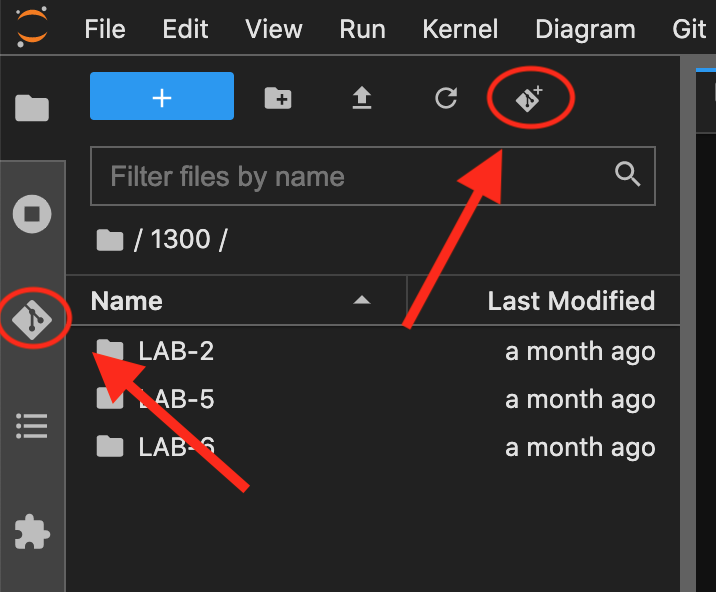 File Edit View Run Kernel Diagram Git
Filter files by name
/ 1300 /
Name Last Modified
LAB-2 a month ago
LAB-5 a month ago
LAB-6 a month ago